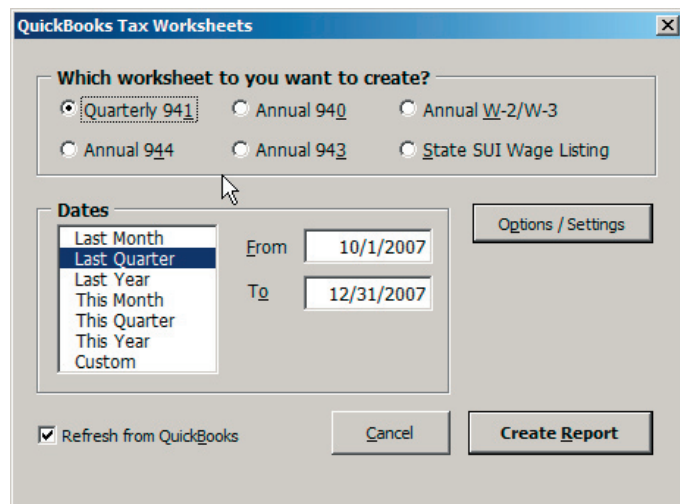 QuickBooks Tax Worksheets
Which worksheet to you want to create?
Quarterly 941 Annual 940 Annual W-2/W-3
Annual 944 Annual 943 State SUI Wage Listing
Dates
Last Month
Last Quarter
Last Year
This Month
This Quarter
This Year
Custom
From 10/1/2007
To 12/31/2007
Options / Settings
Refresh from QuickBooks
Cancel
Create Report